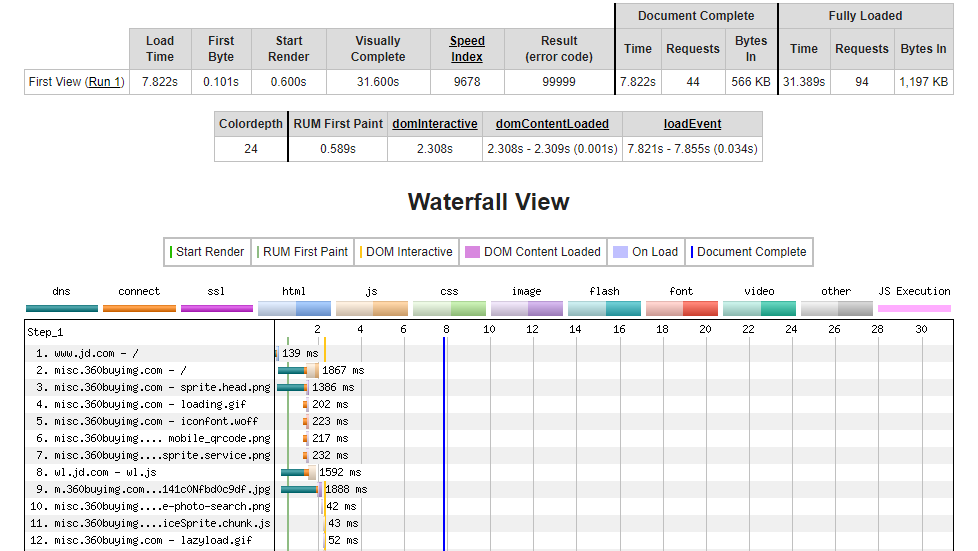 Document Complete Fully Loaded
Load Time First Byte Start Render Visually Complete Speed Index Result (error code) Time Requests Bytes In Time Requests Bytes In
First View (Run 1) 7.822s 0.101s 0.600s 31.600s 9678 99999 7.822s 44 566 KB 31.389s 94 1,197 KB
Colordepth RUM First Paint domInteractive domContentLoaded loadEvent
24 0.589s 2.308s 2.308s - 2.309s (0.001s) 7.821s - 7.855s (0.034s)
Waterfall View
Start Render RUM First Paint DOM Interactive DOM Content Loaded On Load Document Complete
dns connect ssl html js css image flash font video other JS Execution
Step_1 2 4 6 8 10 12 14 16 18 20 22 24 26 28 30
1. www.jd.com - / 139 ms
2. misc.360buyimg.com - / 1867 ms
3. misc.360buyimg.com - sprite.head.png 1386 ms
4. misc.360buyimg.com - loading.gif 202 ms
5. misc.360buyimg.com - iconfont.woff 223 ms
6. misc.360buyimg.... mobile_qrcode.png 217 ms
7. misc.360buyimg....sprite.service.png 232 ms
8. wl.jd.com - wl.js 1592 ms
9. m.360buyimg.com...141c0Nfbd0c9df.jpg 1888 ms
10. misc.360buyimg....e-photo-search.png 42 ms
11. misc.360buyimg....iceSprite.chunk.js 43 ms
12. misc.360buyimg.com - lazyload.gif 52 ms